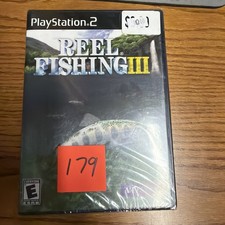 PlayStation.2
REEL
FISHING III
179
E